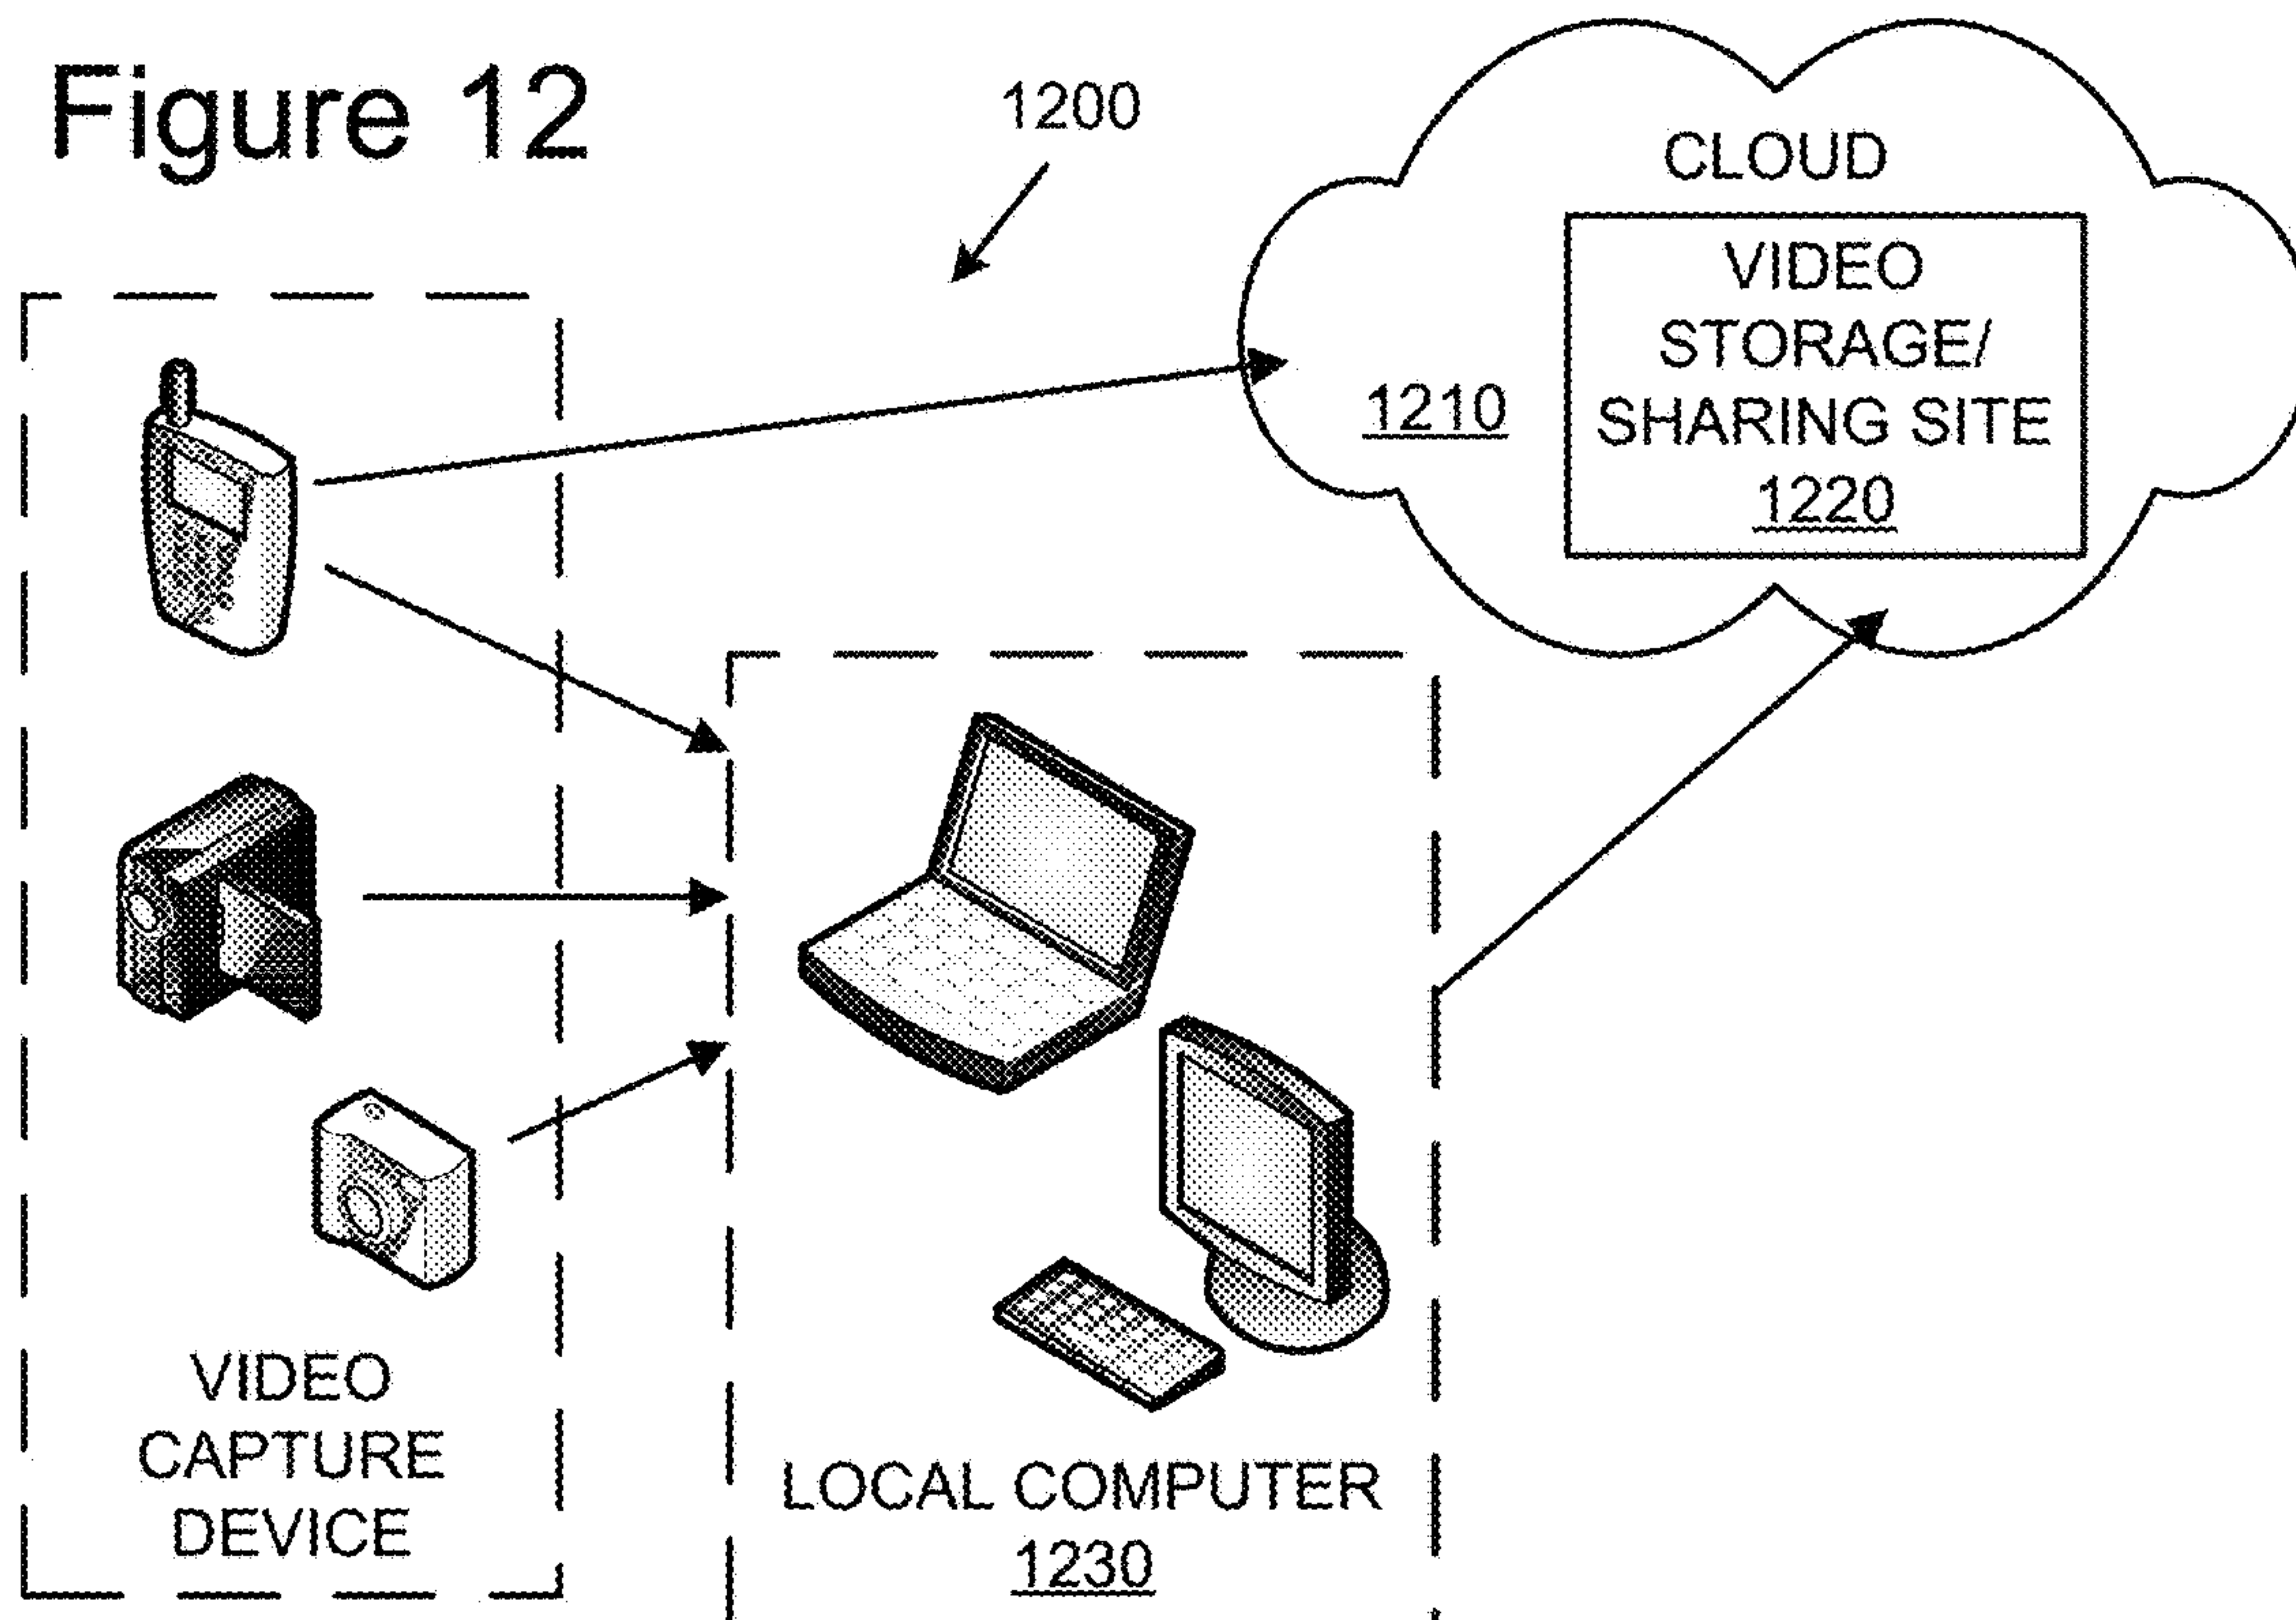 Figure 12
1200
CLOUD
VIDEO
STORAGE/
SHARING SITE
1220
1210
VIDEO
CAPTURE
DEVICE
LOCAL COMPUTER
1230